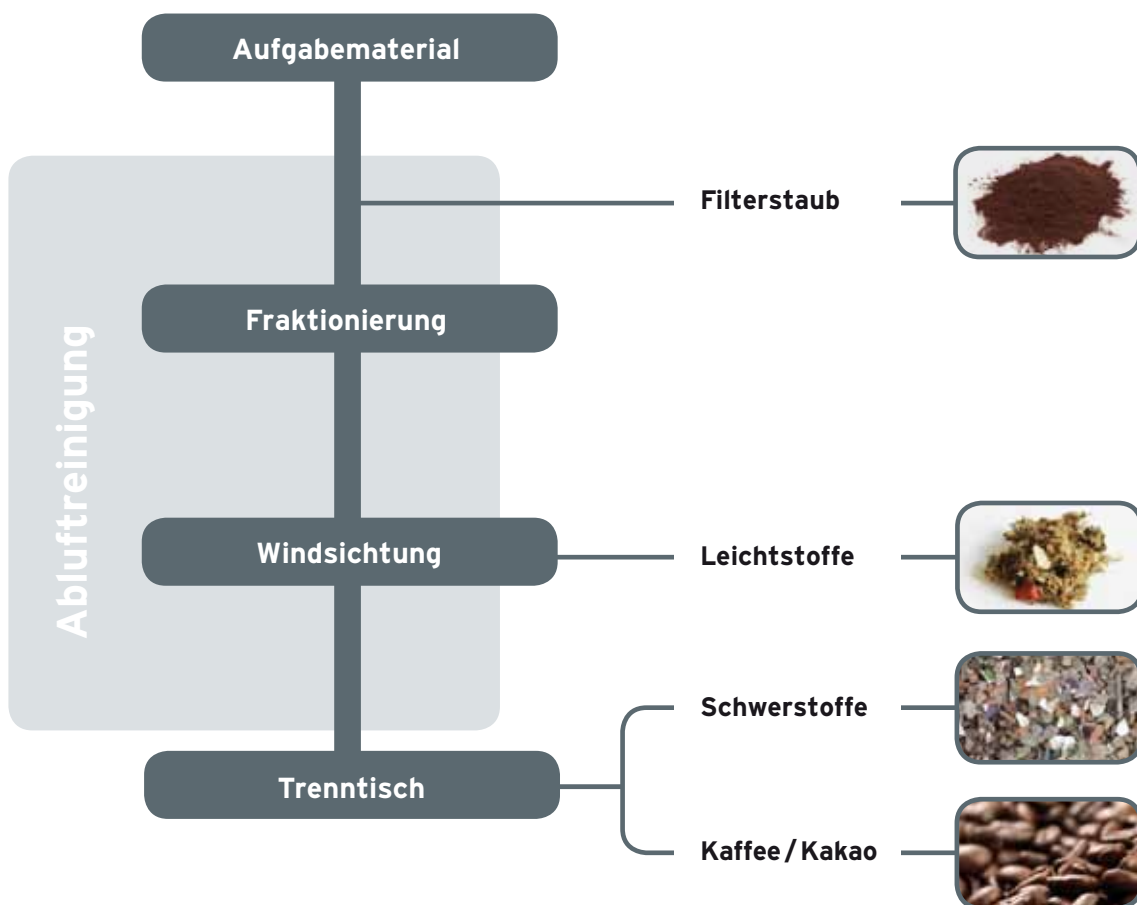 Aufgabematerial
Filterstaub
Fraktionierung
Abluftreinigung
Windsichtung
Leichtstoffe
Schwerstoffe
Trenntisch
Kaffee / Kakao